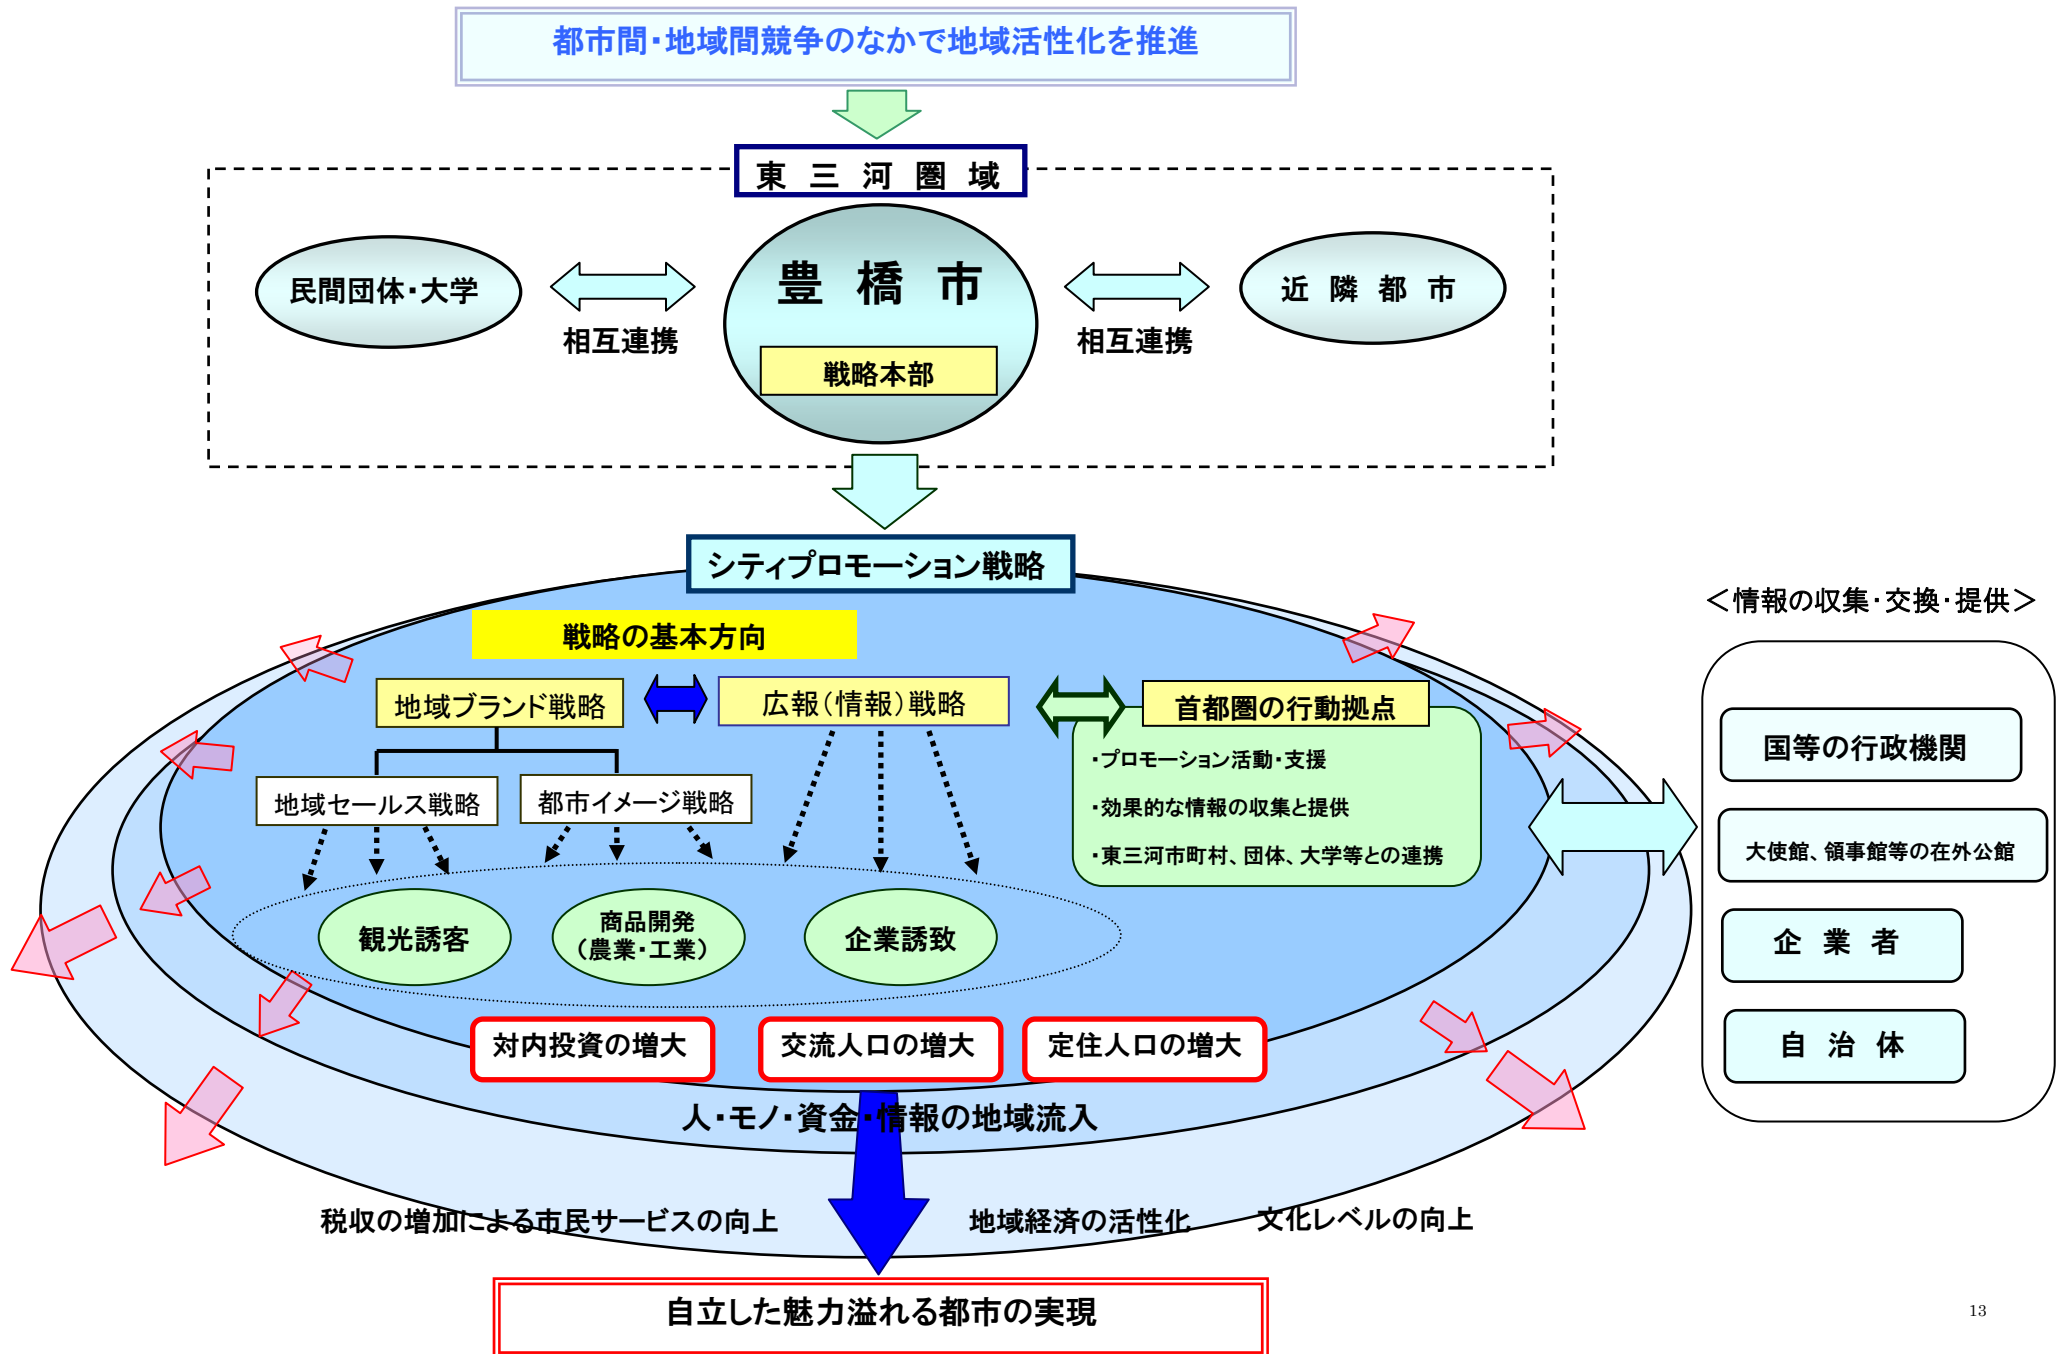 都市間・地域間競争のなかで地域活性化を推進
東三河圏域
民間団体・大学
相互連携
豊橋市
戦略本部
相互連携
近隣都市
シティプロモーション戦略
戦略の基本方向
地域ブランド戦略
広報（情報）戦略
首都圏の行動拠点
・プロモーション活動・支援
・効果的な情報の収集と提供
・東三河市町村、団体、大学等との連携
地域セールス戦略
都市イメージ戦略
観光誘客
商品開発
（農業・工業）
企業誘致
対内投資の増大
交流人口の増大
定住人口の増大
人・モノ・資金・情報の地域流入
税収の増加による市民サービスの向上
地域経済の活性化
文化レベルの向上
自立した魅力溢れる都市の実現
＜情報の収集・交換・提供＞
国等の行政機関
大使館、領事館等の在外公館
企業者
自治体
13